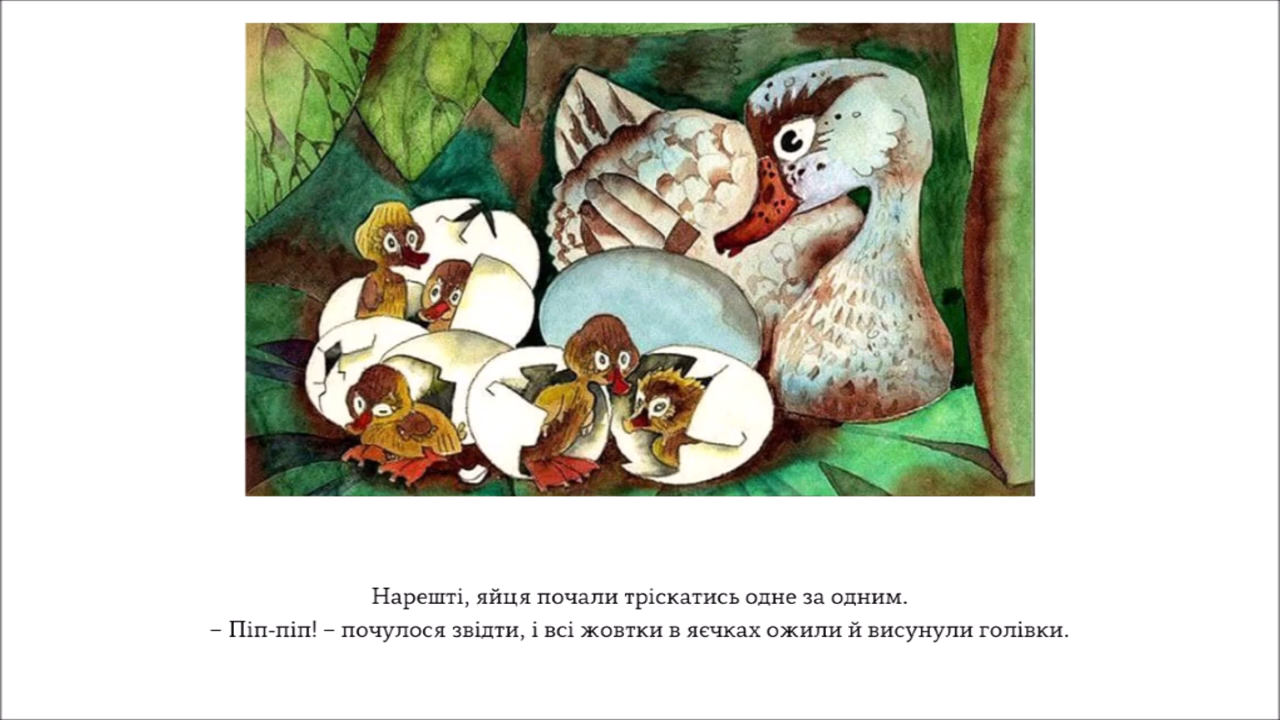 Нарешті, яйця почали тріскатись одне за одним.
– Піп-піп! – почулося звідти, і всі жовтки в яєчках ожили й висунули голівки.